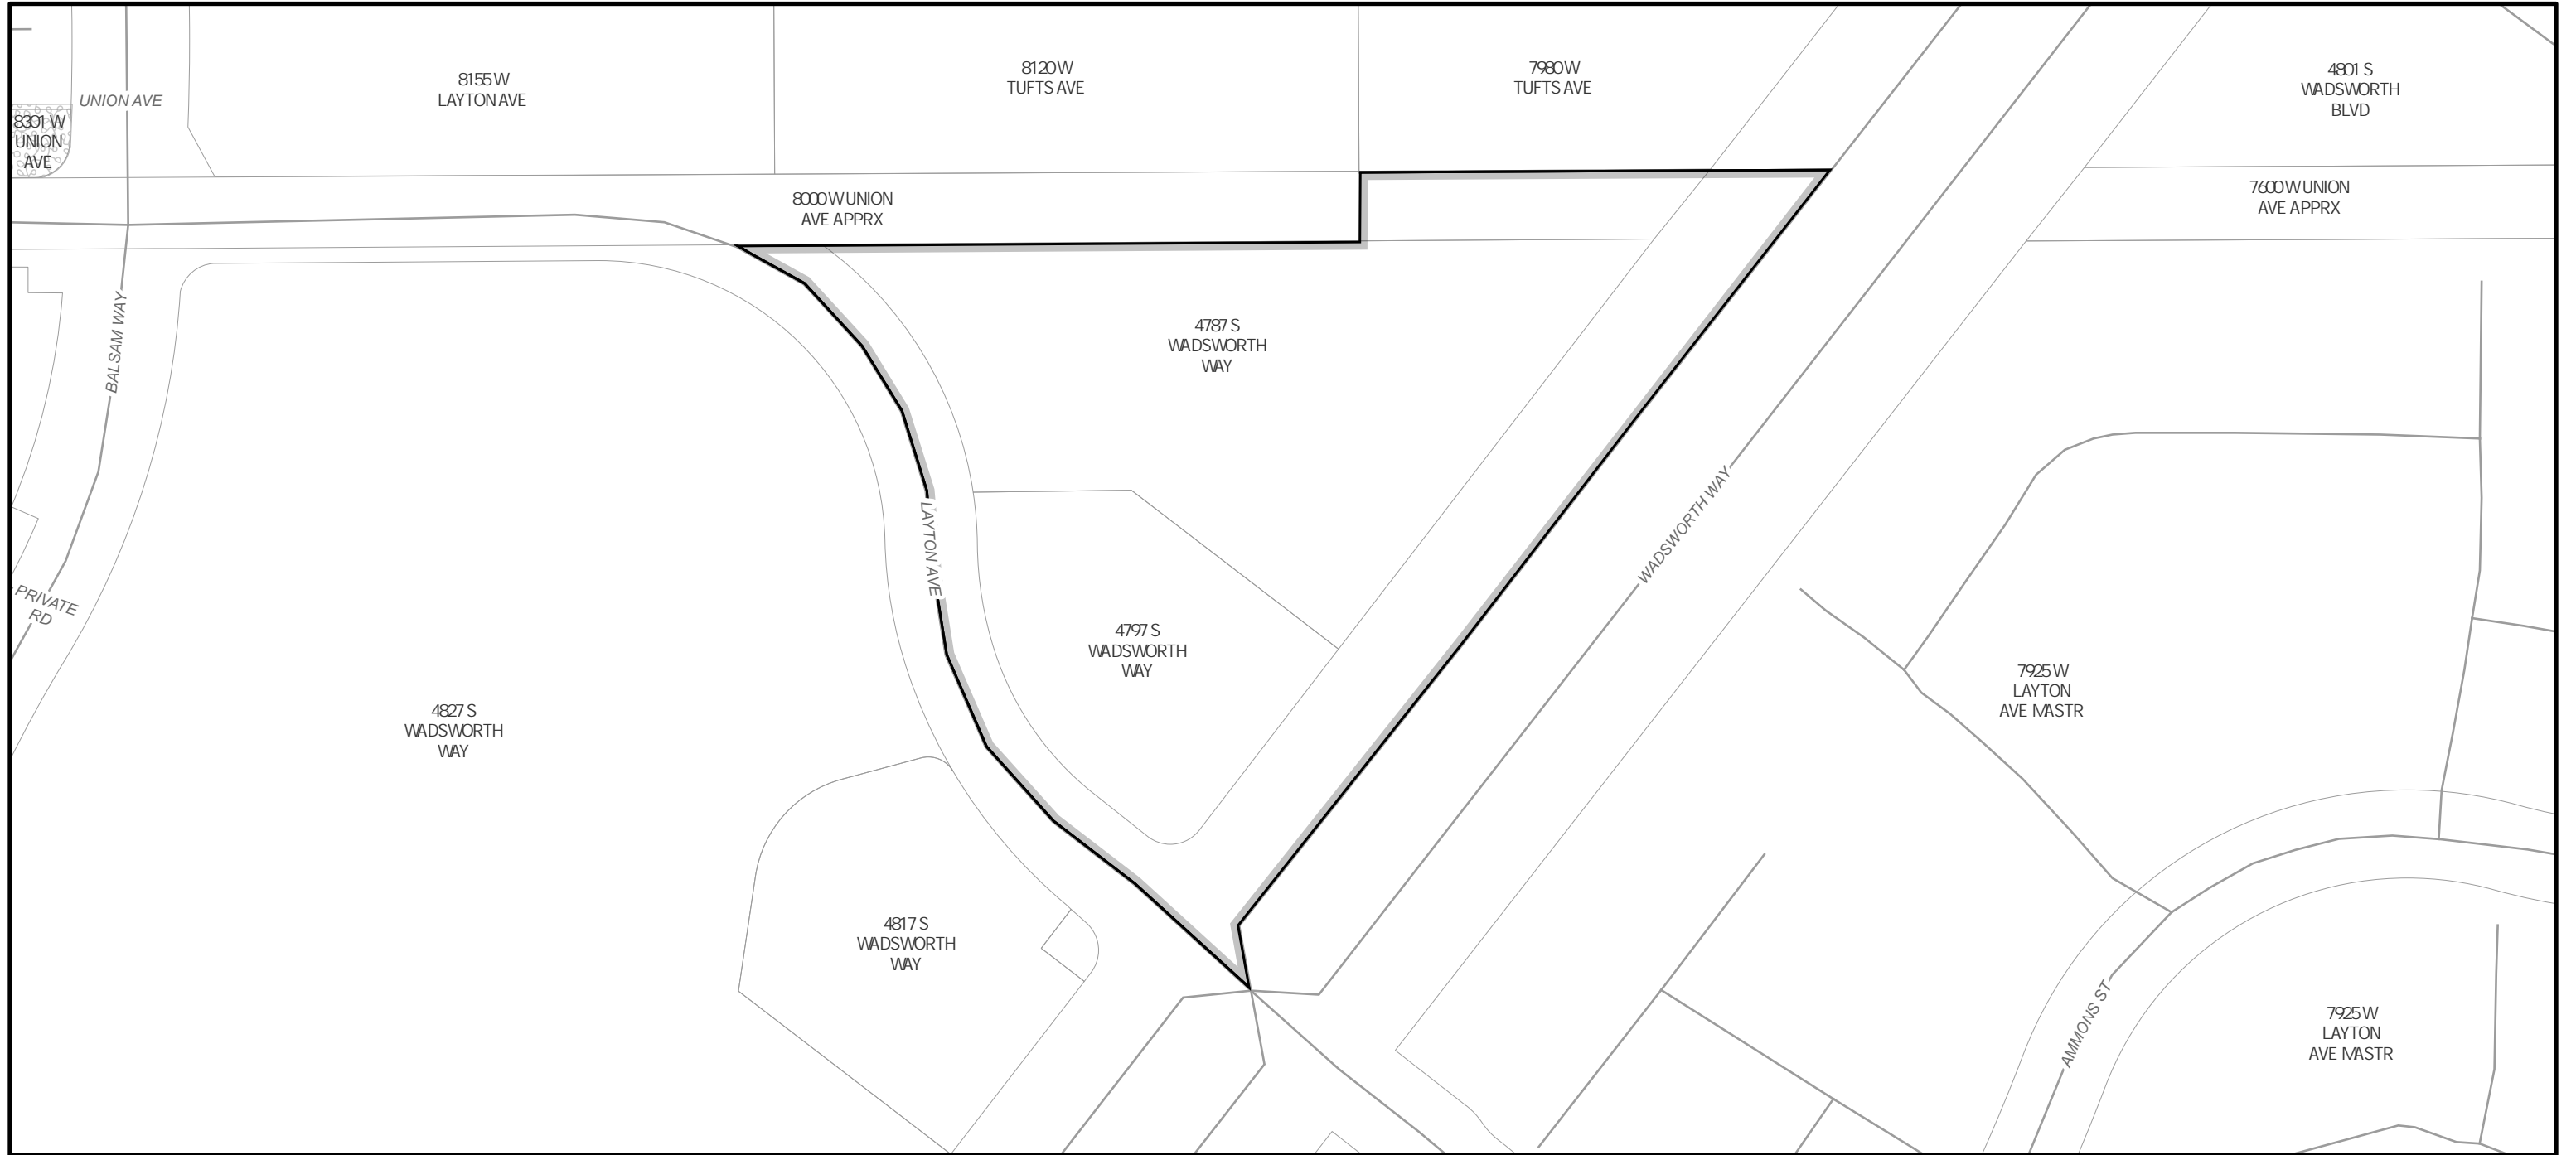 8155 W
LAYTON AVE
8120 W
TUFTS AVE
7980 W
TUFTS AVE
4801 S
WADSWORTH
BLVD
UNION AVE
8301 W
UNION
AVE
8000 W UNION
AVE APPRX
7600 W UNION
AVE APPRX
BALSAM WAY
4787 S
WADSWORTH
WAY
LAYTON AVE
WADSWORTH WAY
PRIVATE
RD
4797 S
WADSWORTH
WAY
7925 W
LAYTON
AVE MASTR
4827 S
WADSWORTH
WAY
4817 S
WADSWORTH
WAY
AMMONS ST
7925 W
LAYTON
AVE MASTR